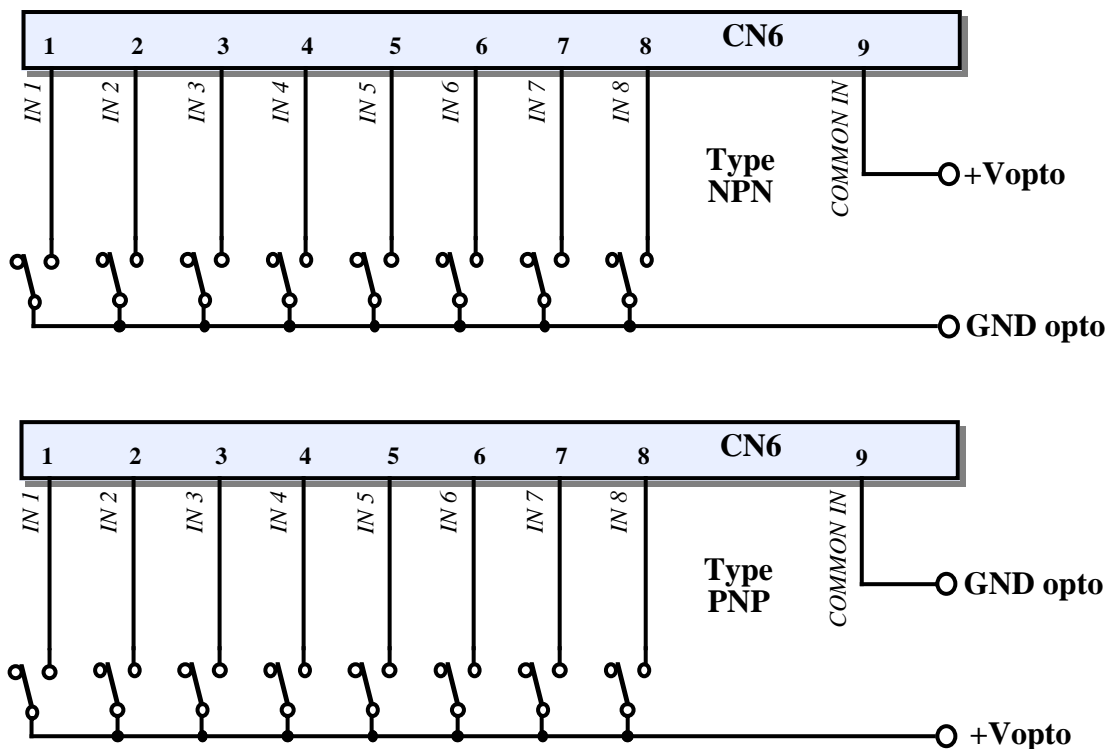 1 2 3 4 5 6 7 8 CN6 9
IN 1 IN 2 IN 3 IN 4 IN 5 IN 6 IN 7 IN 8 COMMON IN
Type
NPN
+Vopto
GND opto
1 2 3 4 5 6 7 8 CN6 9
IN 1 IN 2 IN 3 IN 4 IN 5 IN 6 IN 7 IN 8 COMMON IN
Type
PNP
GND opto
+Vopto